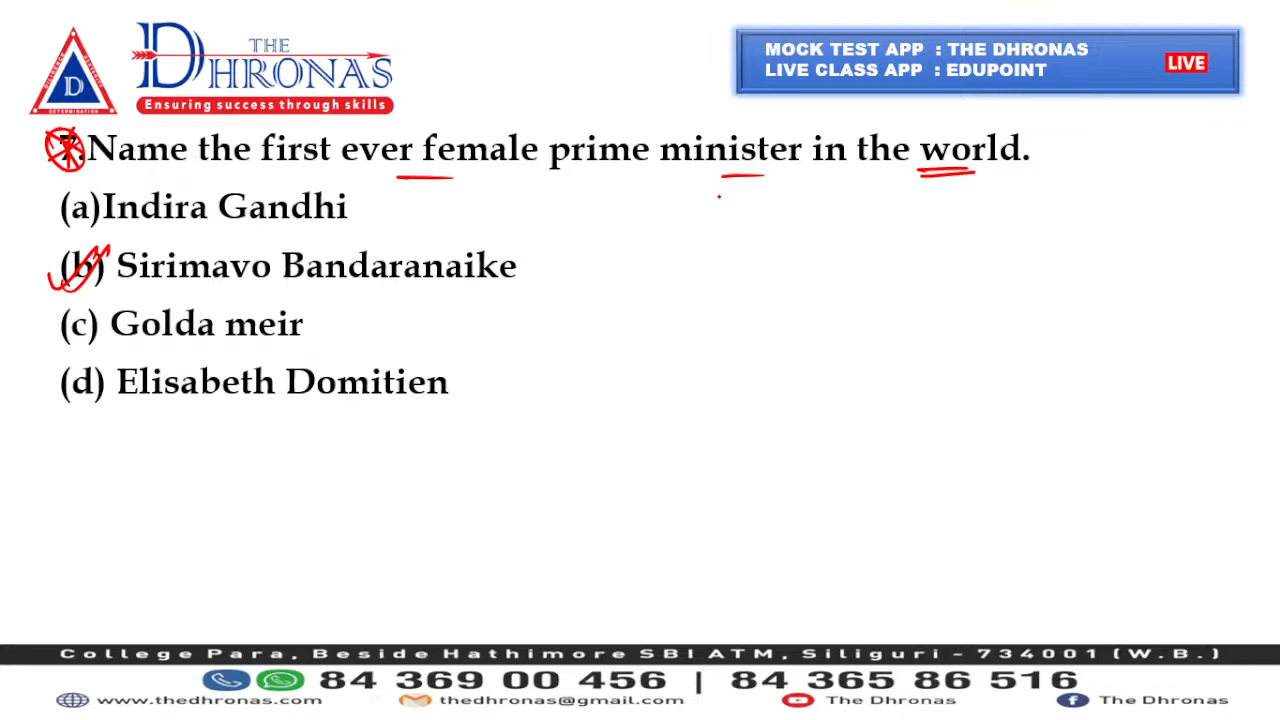 THE
DHRONAS
Ensuring success through skills
D
DETERMINATION
MOCK TEST APP : THE DHRONAS
LIVE CLASS APP : EDUPOINT
LIVE
7.Name the first ever female prime minister in the world.
(a)Indira Gandhi
(b) Sirimavo Bandaranaike
(c) Golda meir
(d) Elisabeth Domitien
College Para, Beside Hathimore SBI ATM, Siliguri - 734001 (W.B.)
84 369 00 456 | 84 365 86 516
www.thedhronas.com thedhronas@gmail.com The Dhronas The Dhronas